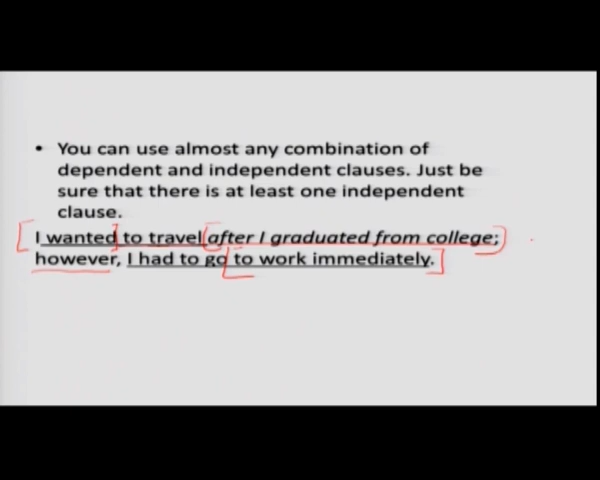 • You can use almost any combination of
dependent and independent clauses. Just be
sure that there is at least one independent
clause.
I wanted to travel after I graduated from college;
however, I had to go to work immediately.